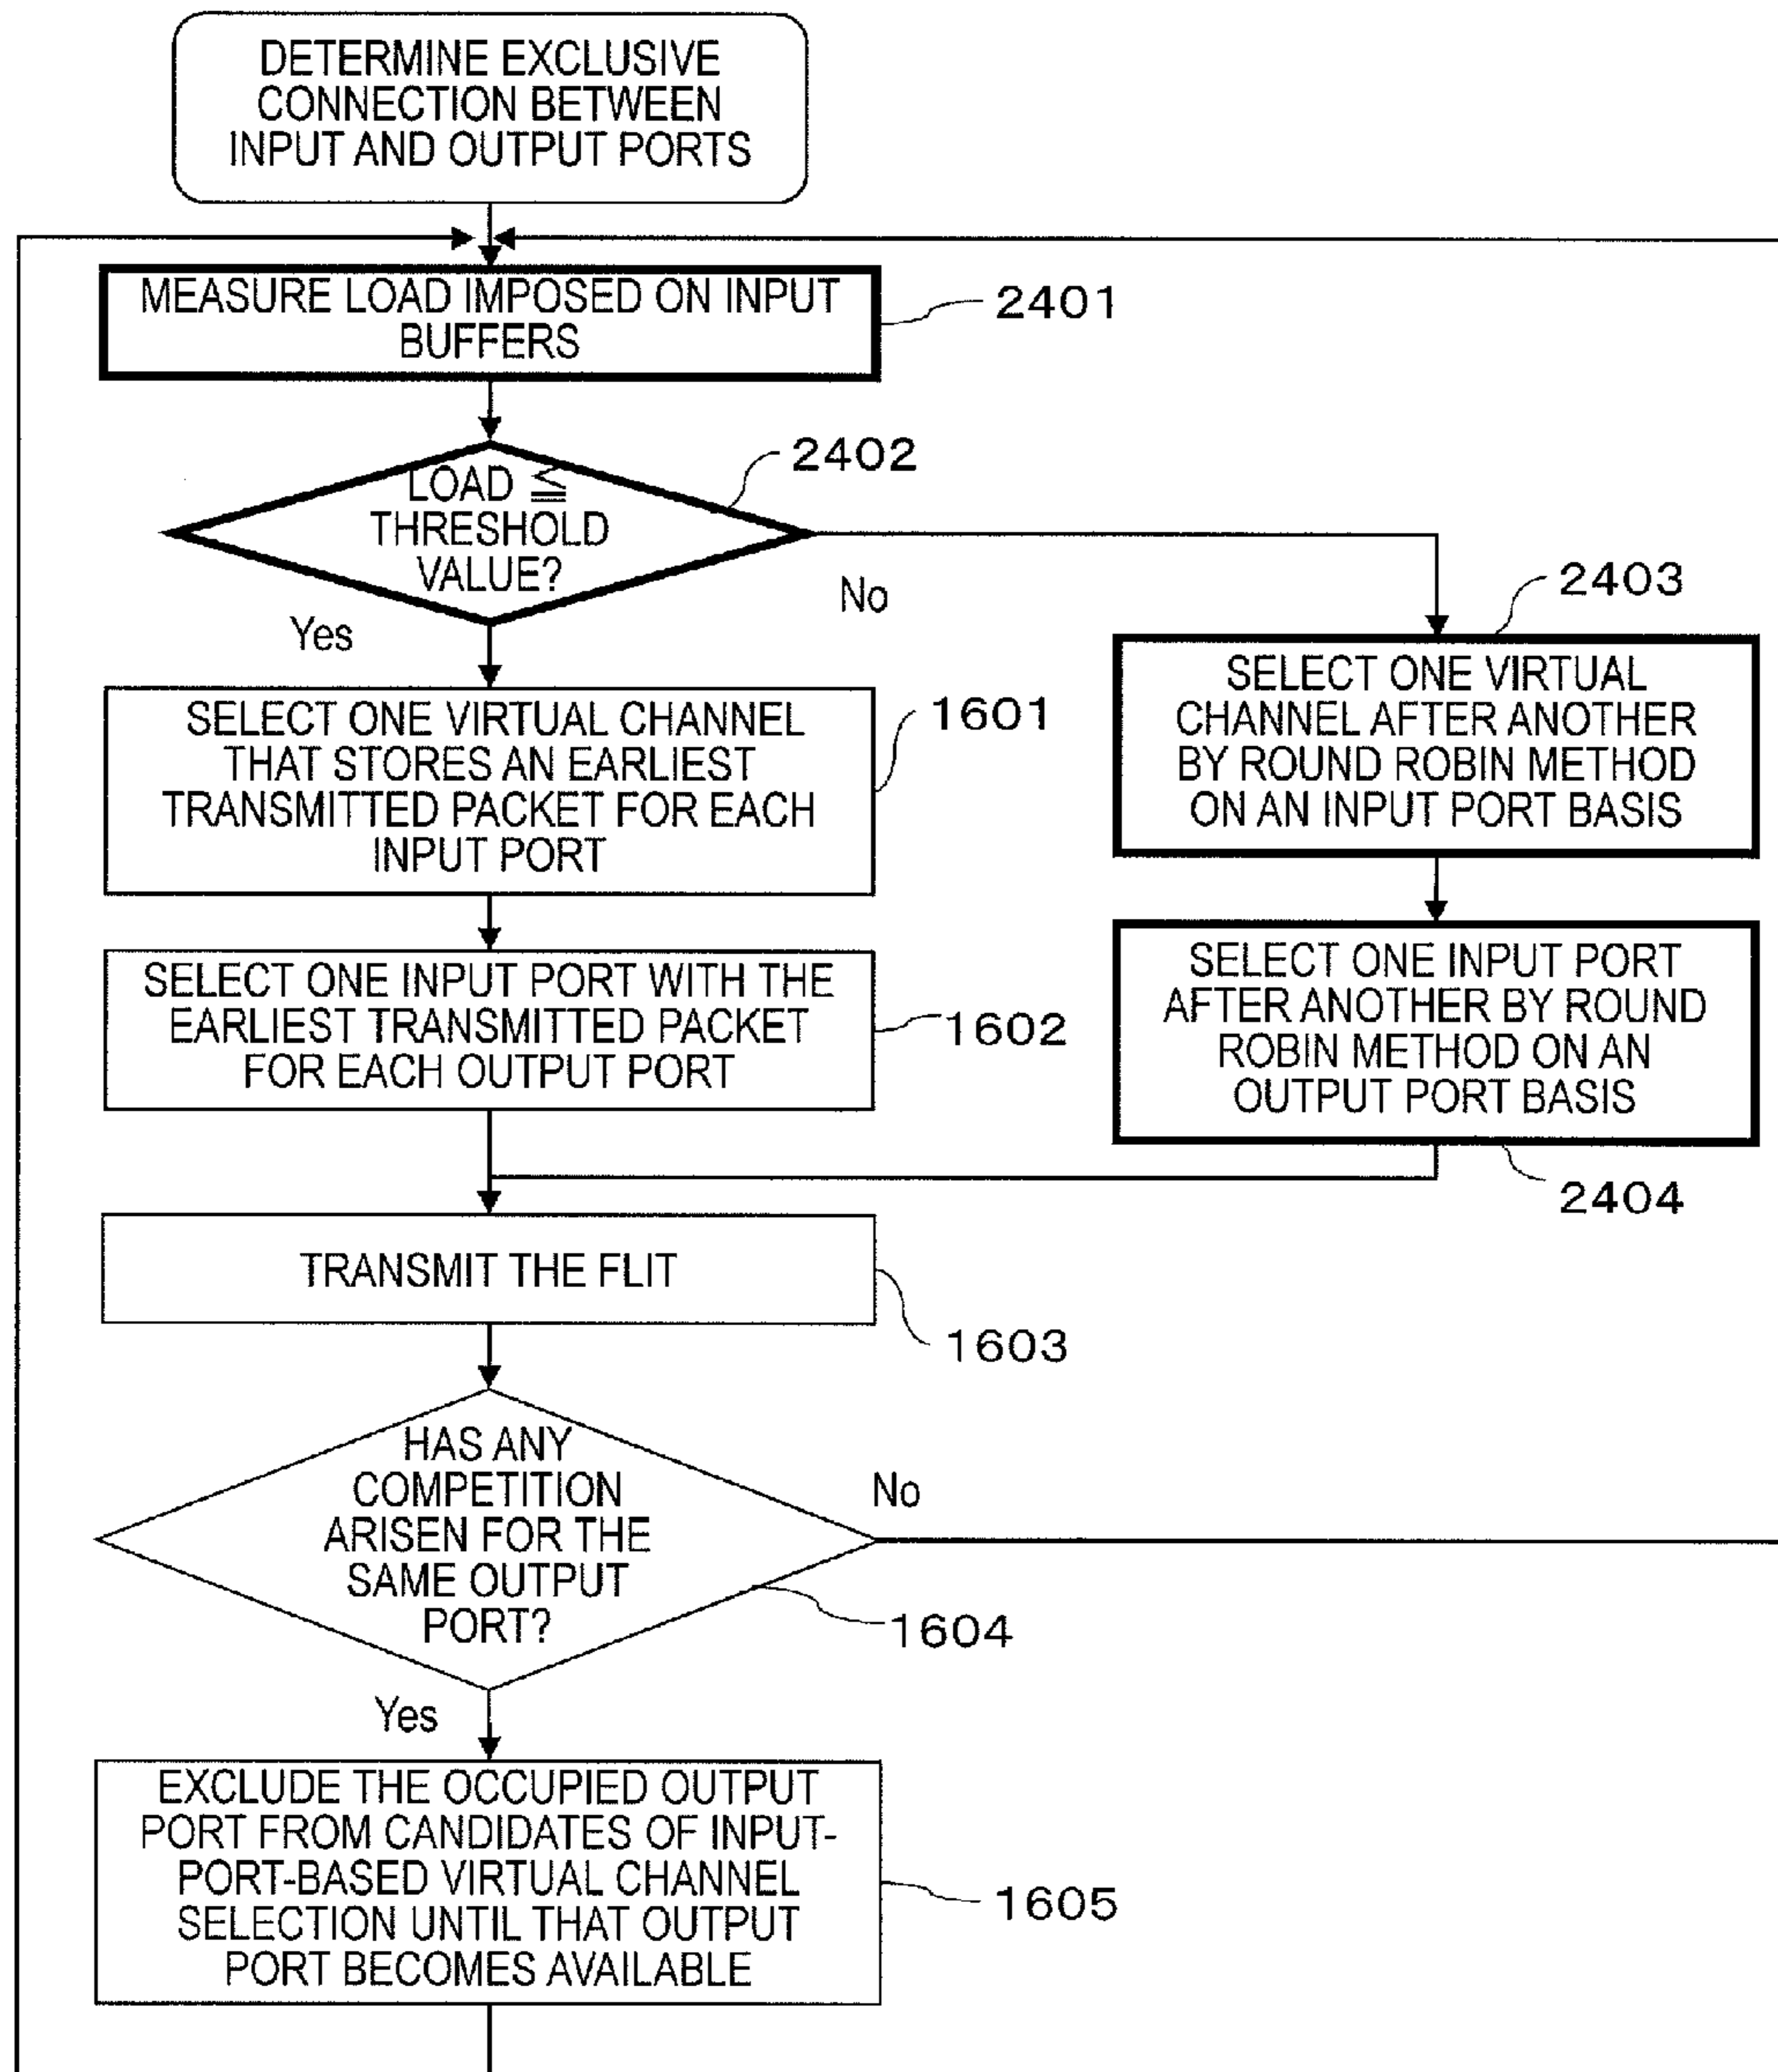 DETERMINE EXCLUSIVE
CONNECTION BETWEEN
INPUT AND OUTPUT PORTS
MEASURE LOAD IMPOSED ON INPUT
BUFFERS
2401
LOAD ≦
THRESHOLD
VALUE?
2402
No
Yes
2403
SELECT ONE VIRTUAL
CHANNEL AFTER ANOTHER
BY ROUND ROBIN METHOD
ON AN INPUT PORT BASIS
SELECT ONE VIRTUAL CHANNEL
THAT STORES AN EARLIEST
TRANSMITTED PACKET FOR EACH
INPUT PORT
1601
SELECT ONE INPUT PORT WITH THE
EARLIEST TRANSMITTED PACKET
FOR EACH OUTPUT PORT
1602
SELECT ONE INPUT PORT
AFTER ANOTHER BY ROUND
ROBIN METHOD ON AN
OUTPUT PORT BASIS
2404
TRANSMIT THE FLIT
1603
HAS ANY
COMPETITION
ARISEN FOR THE
SAME OUTPUT
PORT?
No
1604
Yes
EXCLUDE THE OCCUPIED OUTPUT
PORT FROM CANDIDATES OF INPUT-
PORT-BASED VIRTUAL CHANNEL
SELECTION UNTIL THAT OUTPUT
PORT BECOMES AVAILABLE
1605